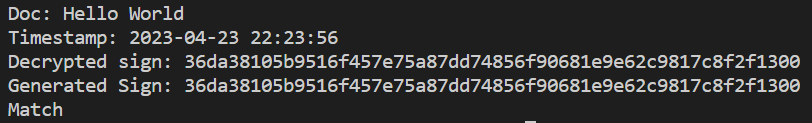 Doc: Hello World
Timestamp: 2023-04-23 22:23:56
Decrypted sign: 36da38105b9516f457e75a87dd74856f90681e9e62c9817c8f2f1300
Generated Sign: 36da38105b9516f457e75a87dd74856f90681e9e62c9817c8f2f1300
Match